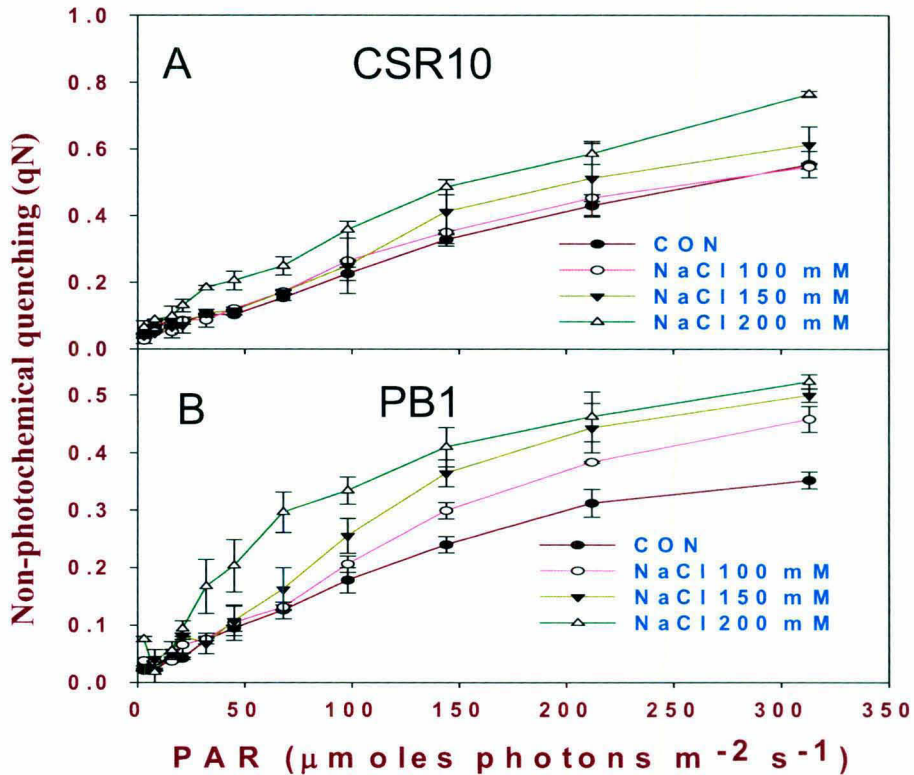 Non-photochemical quenching (qN)
A
CSR10
1.0
0.8
0.6
0.4
0.2
0.0
CON
NaCl 100 mM
NaCl 150 mM
NaCl 200 mM
B
PB1
0.5
0.4
0.3
0.2
0.1
0.0
CON
NaCl 100 mM
NaCl 150 mM
NaCl 200 mM
0 50 100 150 200 250 300 350
PAR (μmoles photons m⁻² s⁻¹)